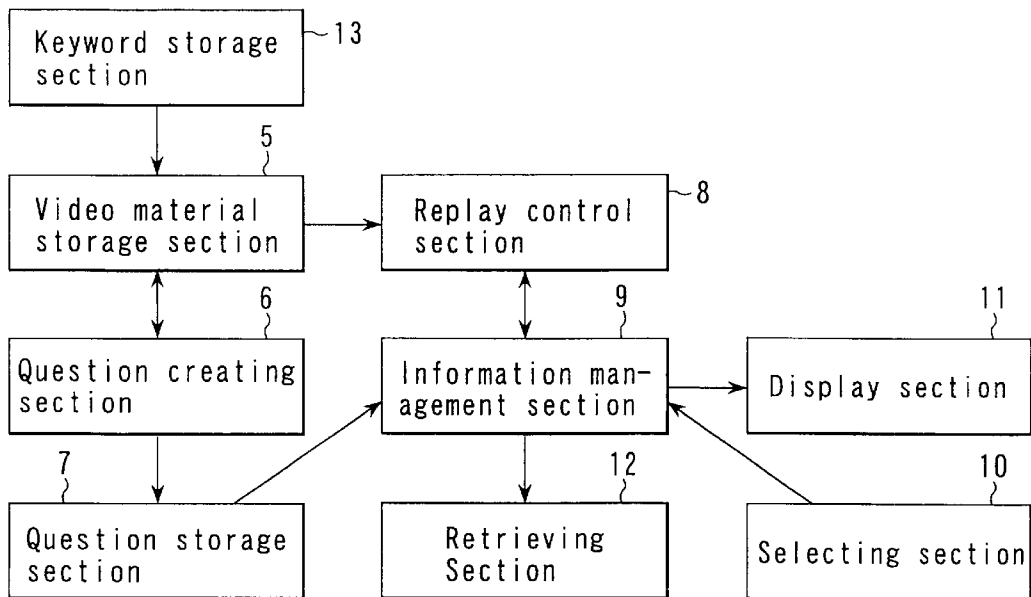 Keyword storage
section
13
5
Video material
storage section
Replay control
section
8
6
9
11
Question creating
section
Information man-
agement section
Display section
7
12
10
Question storage
section
Retrieving
Section
Selecting section